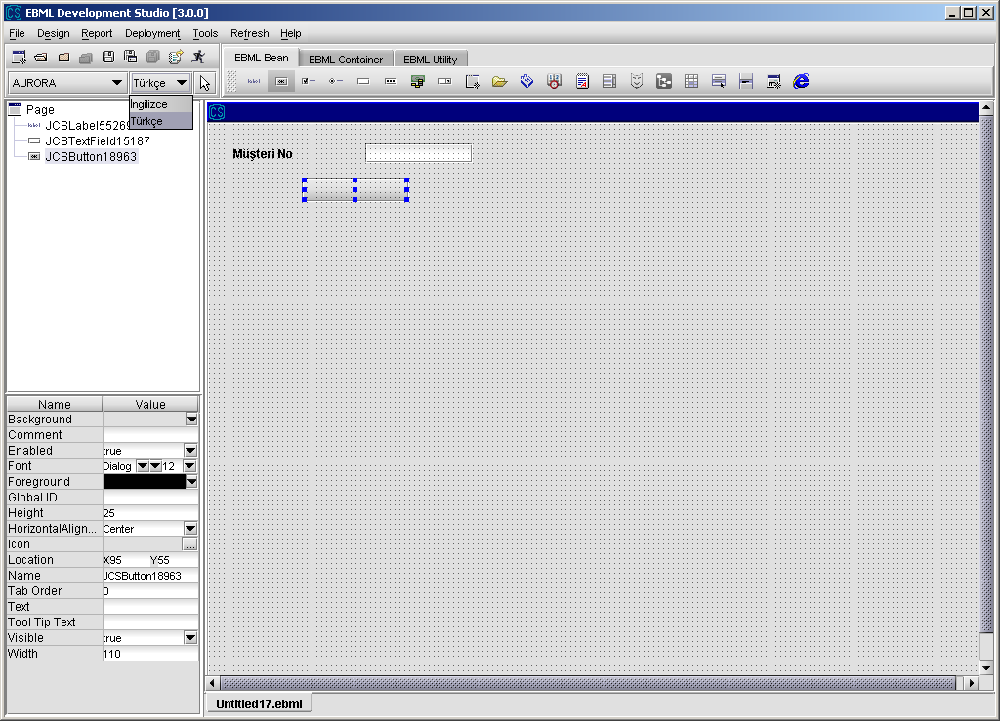 EBML Development Studio [3.0.0]
File Design Report Deployment Tools Refresh Help
EBML Bean EBML Container EBML Utility
AURORA Türkçe
İngilizce
Türkçe
Page
JCSLabel5526
JCSTextField15187
JCSButton18963
Müşteri No
Name Value
Background
Comment
Enabled true
Font Dialog 12
Foreground
Global ID
Height 25
HorizontalAlign... Center
Icon ...
Location X95 Y55
Name JCSButton18963
Tab Order 0
Text
Tool Tip Text
Visible true
Width 110
Untitled17.ebml